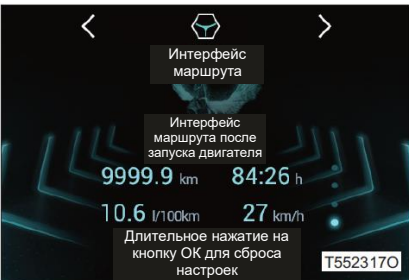 Интерфейс
маршрута
Интерфейс
маршрута после
запуска двигателя
9999.9 km 84:26 h
10.6 l/100km 27 km/h
Длительное нажатие на
кнопку ОК для сброса
настроек
T552317O